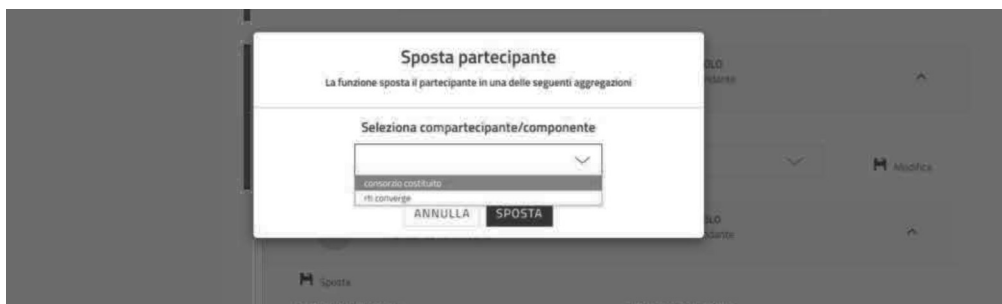 Sposta partecipante
La funzione sposta il partecipante in una delle seguenti aggregazioni
Seleziona compartecipante/componente
consorzio costituito
rti converge
ANNULLA SPOSTA
Modifica
Sposta